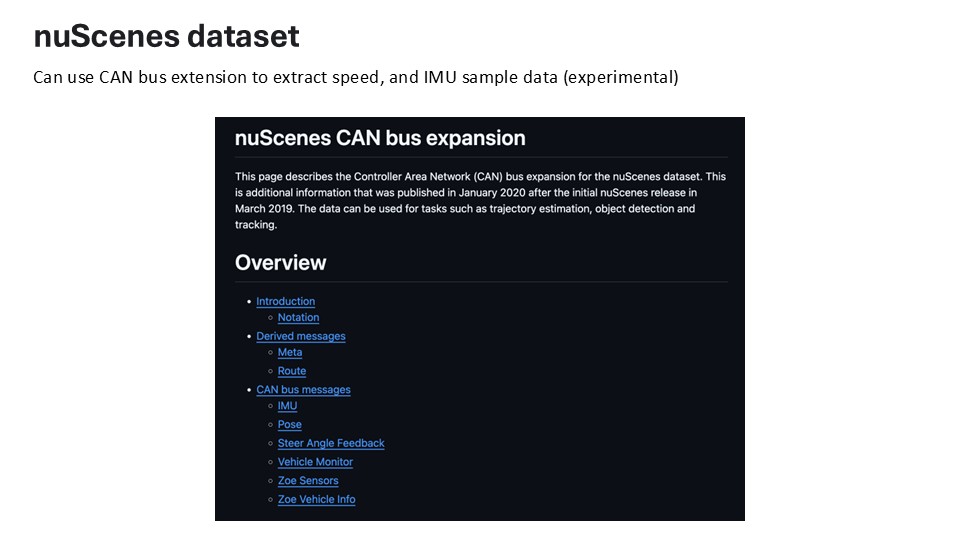 nuScenes dataset
Can use CAN bus extension to extract speed, and IMU sample data (experimental)
nuScenes CAN bus expansion
This page describes the Controller Area Network (CAN) bus expansion for the nuScenes dataset. This
is additional information that was published in January 2020 after the initial nuScenes release in
March 2019. The data can be used for tasks such as trajectory estimation, object detection and
tracking.
Overview
• Introduction
◦ Notation
• Derived messages
◦ Meta
◦ Route
• CAN bus messages
◦ IMU
◦ Pose
◦ Steer Angle Feedback
◦ Vehicle Monitor
◦ Zoe Sensors
◦ Zoe Vehicle Info